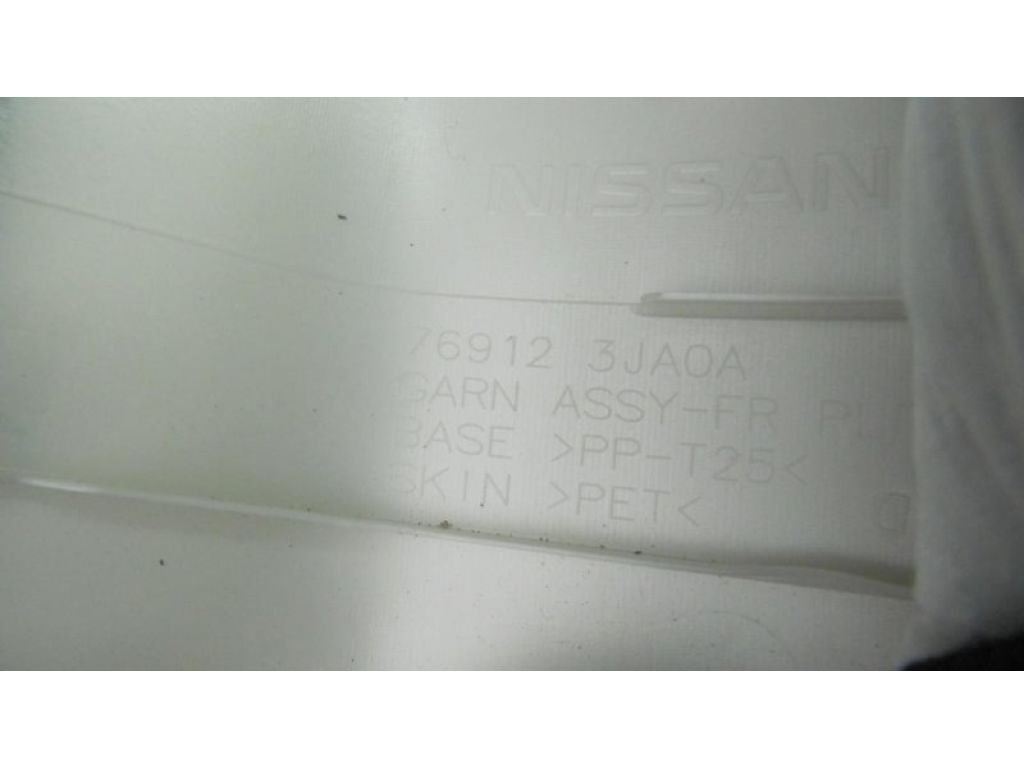 NISSAN
76912 3JA0A
GARN ASSY-FR
BASE >PP-T25<
SKIN >PET<